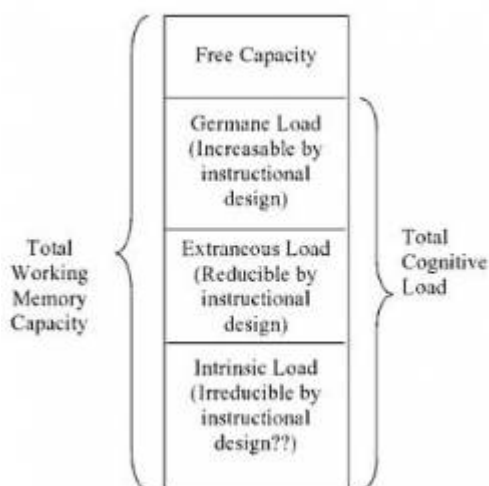 Free Capacity
Germane Load
(Increasable by
instructional
design)
Extraneous Load
(Reducible by
instructional
design)
Intrinsic Load
(Irreducible by
instructional
design??)
Total
Working
Memory
Capacity
Total
Cognitive
Load